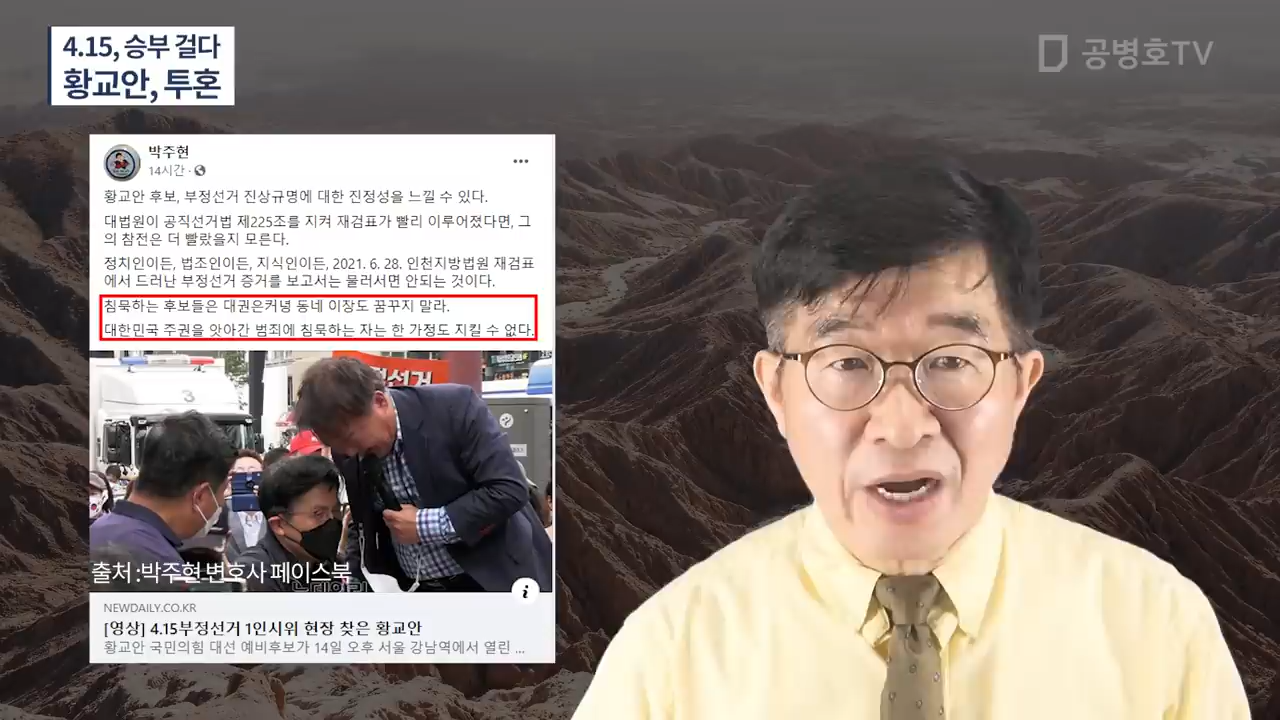 4.15, 승부 걸다
황교안, 투혼
공병호TV
박주현
14시간 ·
황교안 후보, 부정선거 진상규명에 대한 진정성을 느낄 수 있다.
대법원이 공직선거법 제225조를 지켜 재검표가 빨리 이루어졌다면, 그
의 참전은 더 빨랐을지 모른다.
정치인이든, 법조인이든, 지식인이든, 2021. 6. 28. 인천지방법원 재검표
에서 드러난 부정선거 증거를 보고서는 물러서면 안되는 것이다.
침묵하는 후보들은 대권은커녕 동네 이장도 꿈꾸지 말라.
대한민국 주권을 앗아간 범죄에 침묵하는 자는 한 가정도 지킬 수 없다.
선거
3
출처 :박주현 변호사 페이스북
뉴데일리
NEWDAILY.CO.KR
[영상] 4.15부정선거 1인시위 현장 찾은 황교안
황교안 국민의힘 대선 예비후보가 14일 오후 서울 강남역에서 열린 ...